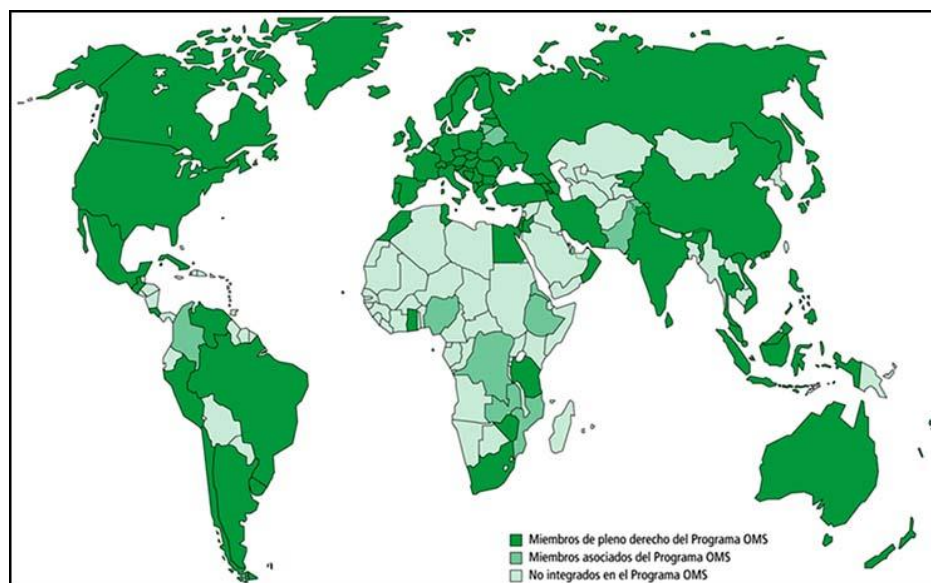 Miembros de pleno derecho del Programa OMS
Miembros asociados del Programa OMS
No integrados en el Programa OMS